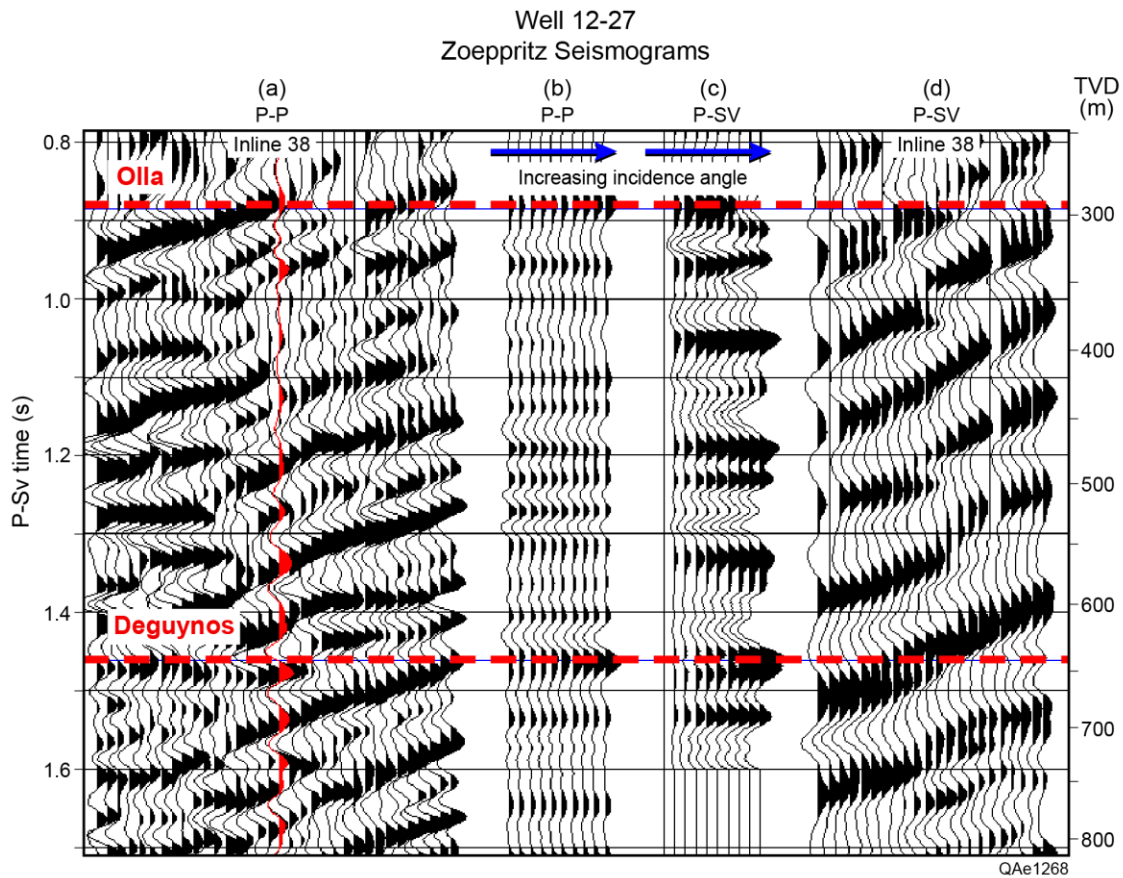 Well 12-27
Zoeppritz Seismograms
(a)
P-P
(b)
P-P
(c)
P-SV
(d)
P-SV
TVD
(m)
0.8
Inline 38
Inline 38
Olla
Increasing incidence angle
300
1.0
400
P-Sv time (s)
1.2
500
1.4
600
Deguynos
700
1.6
800
QAe1268